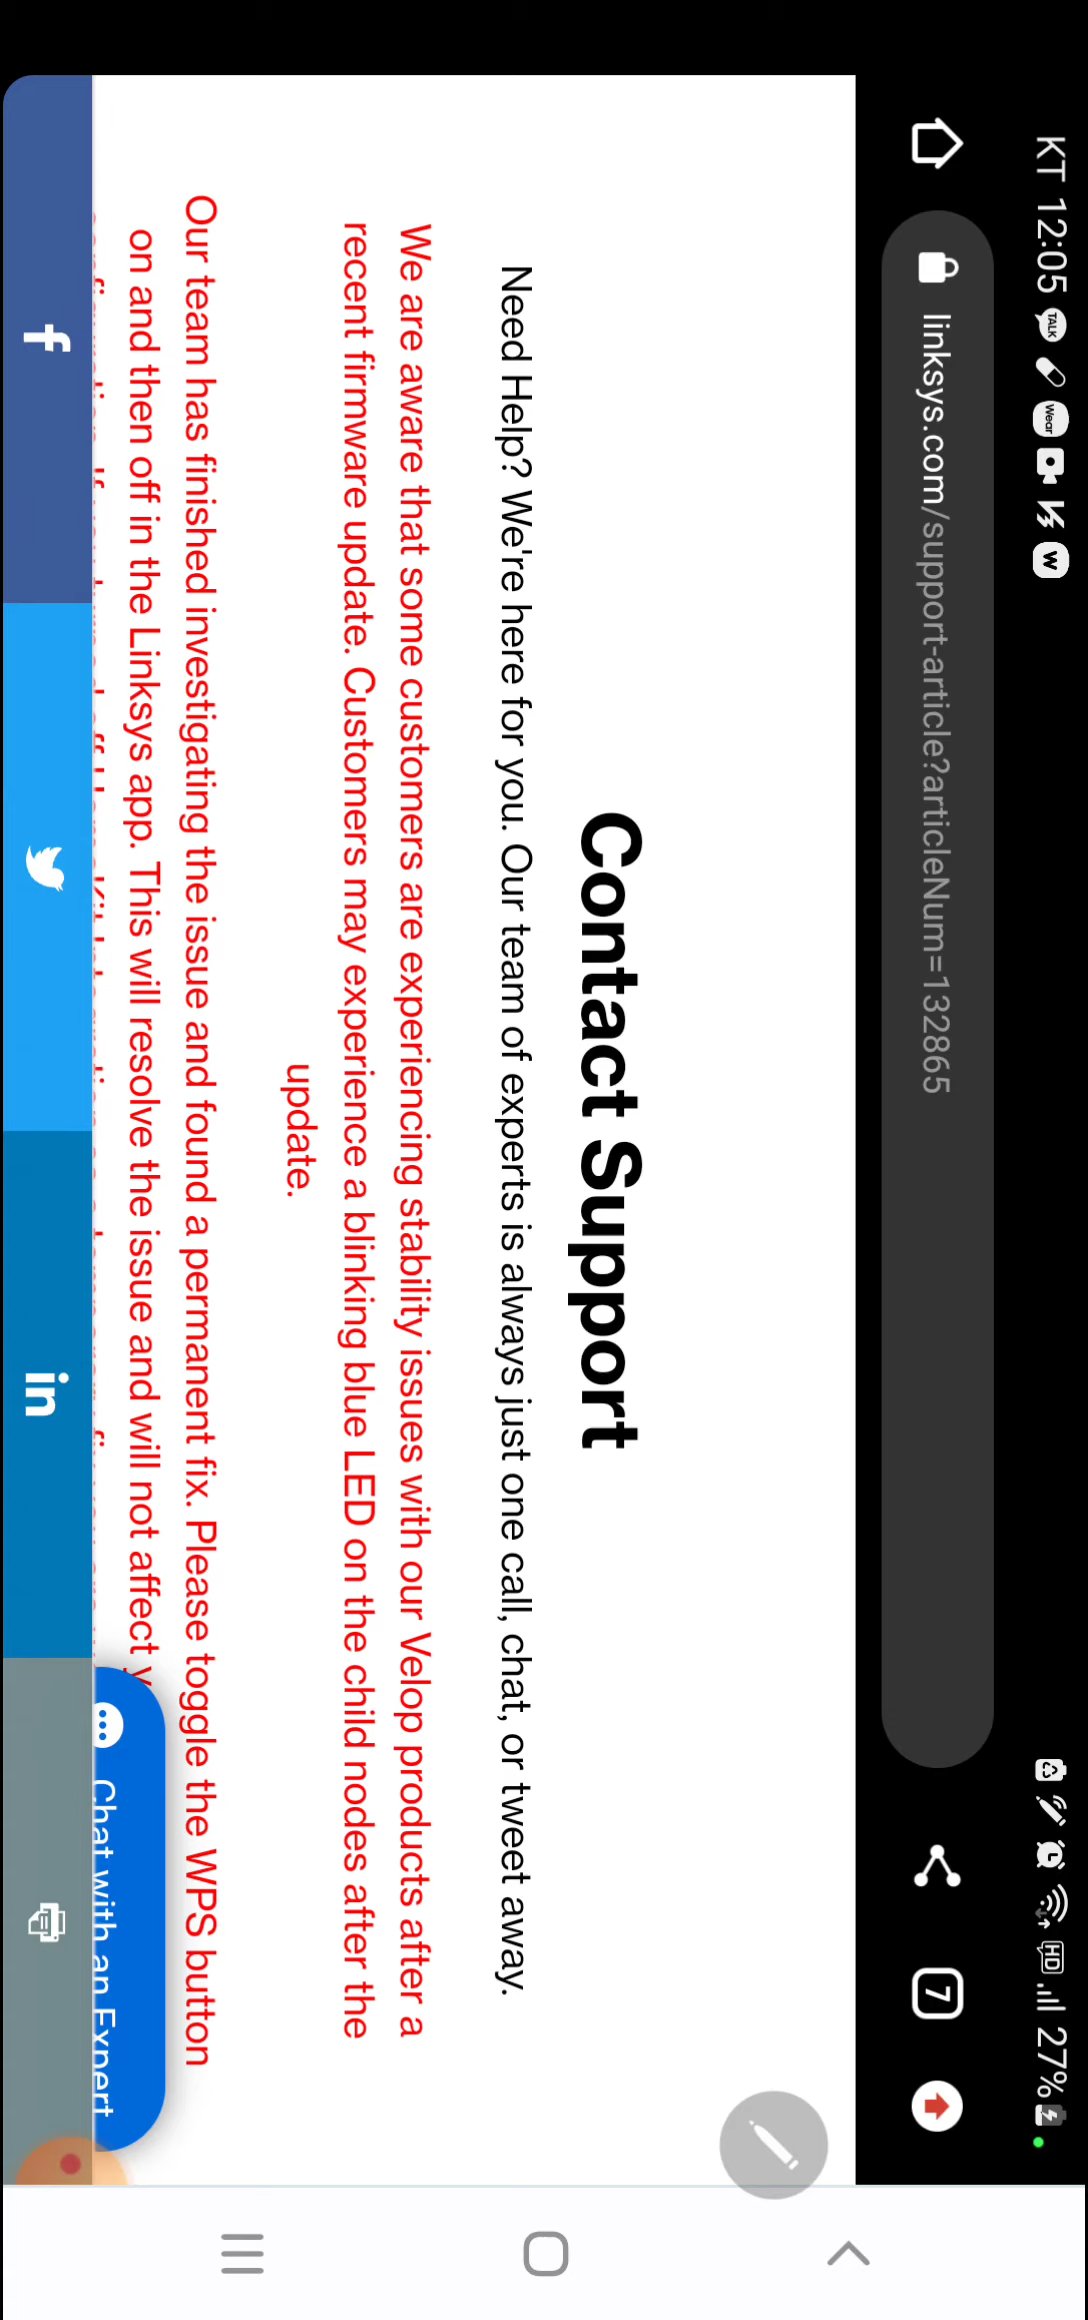 KT 12:05 TALK Wear W HD 27%
linksys.com/support-article?articleNum=132865
7
Contact Support
Need Help? We're here for you. Our team of experts is always just one call, chat, or tweet away.
We are aware that some customers are experiencing stability issues with our Velop products after a
recent firmware update. Customers may experience a blinking blue LED on the child nodes after the
update.
Our team has finished investigating the issue and found a permanent fix. Please toggle the WPS button
on and then off in the Linksys app. This will resolve the issue and will not affect
Chat with an Expert
f
in